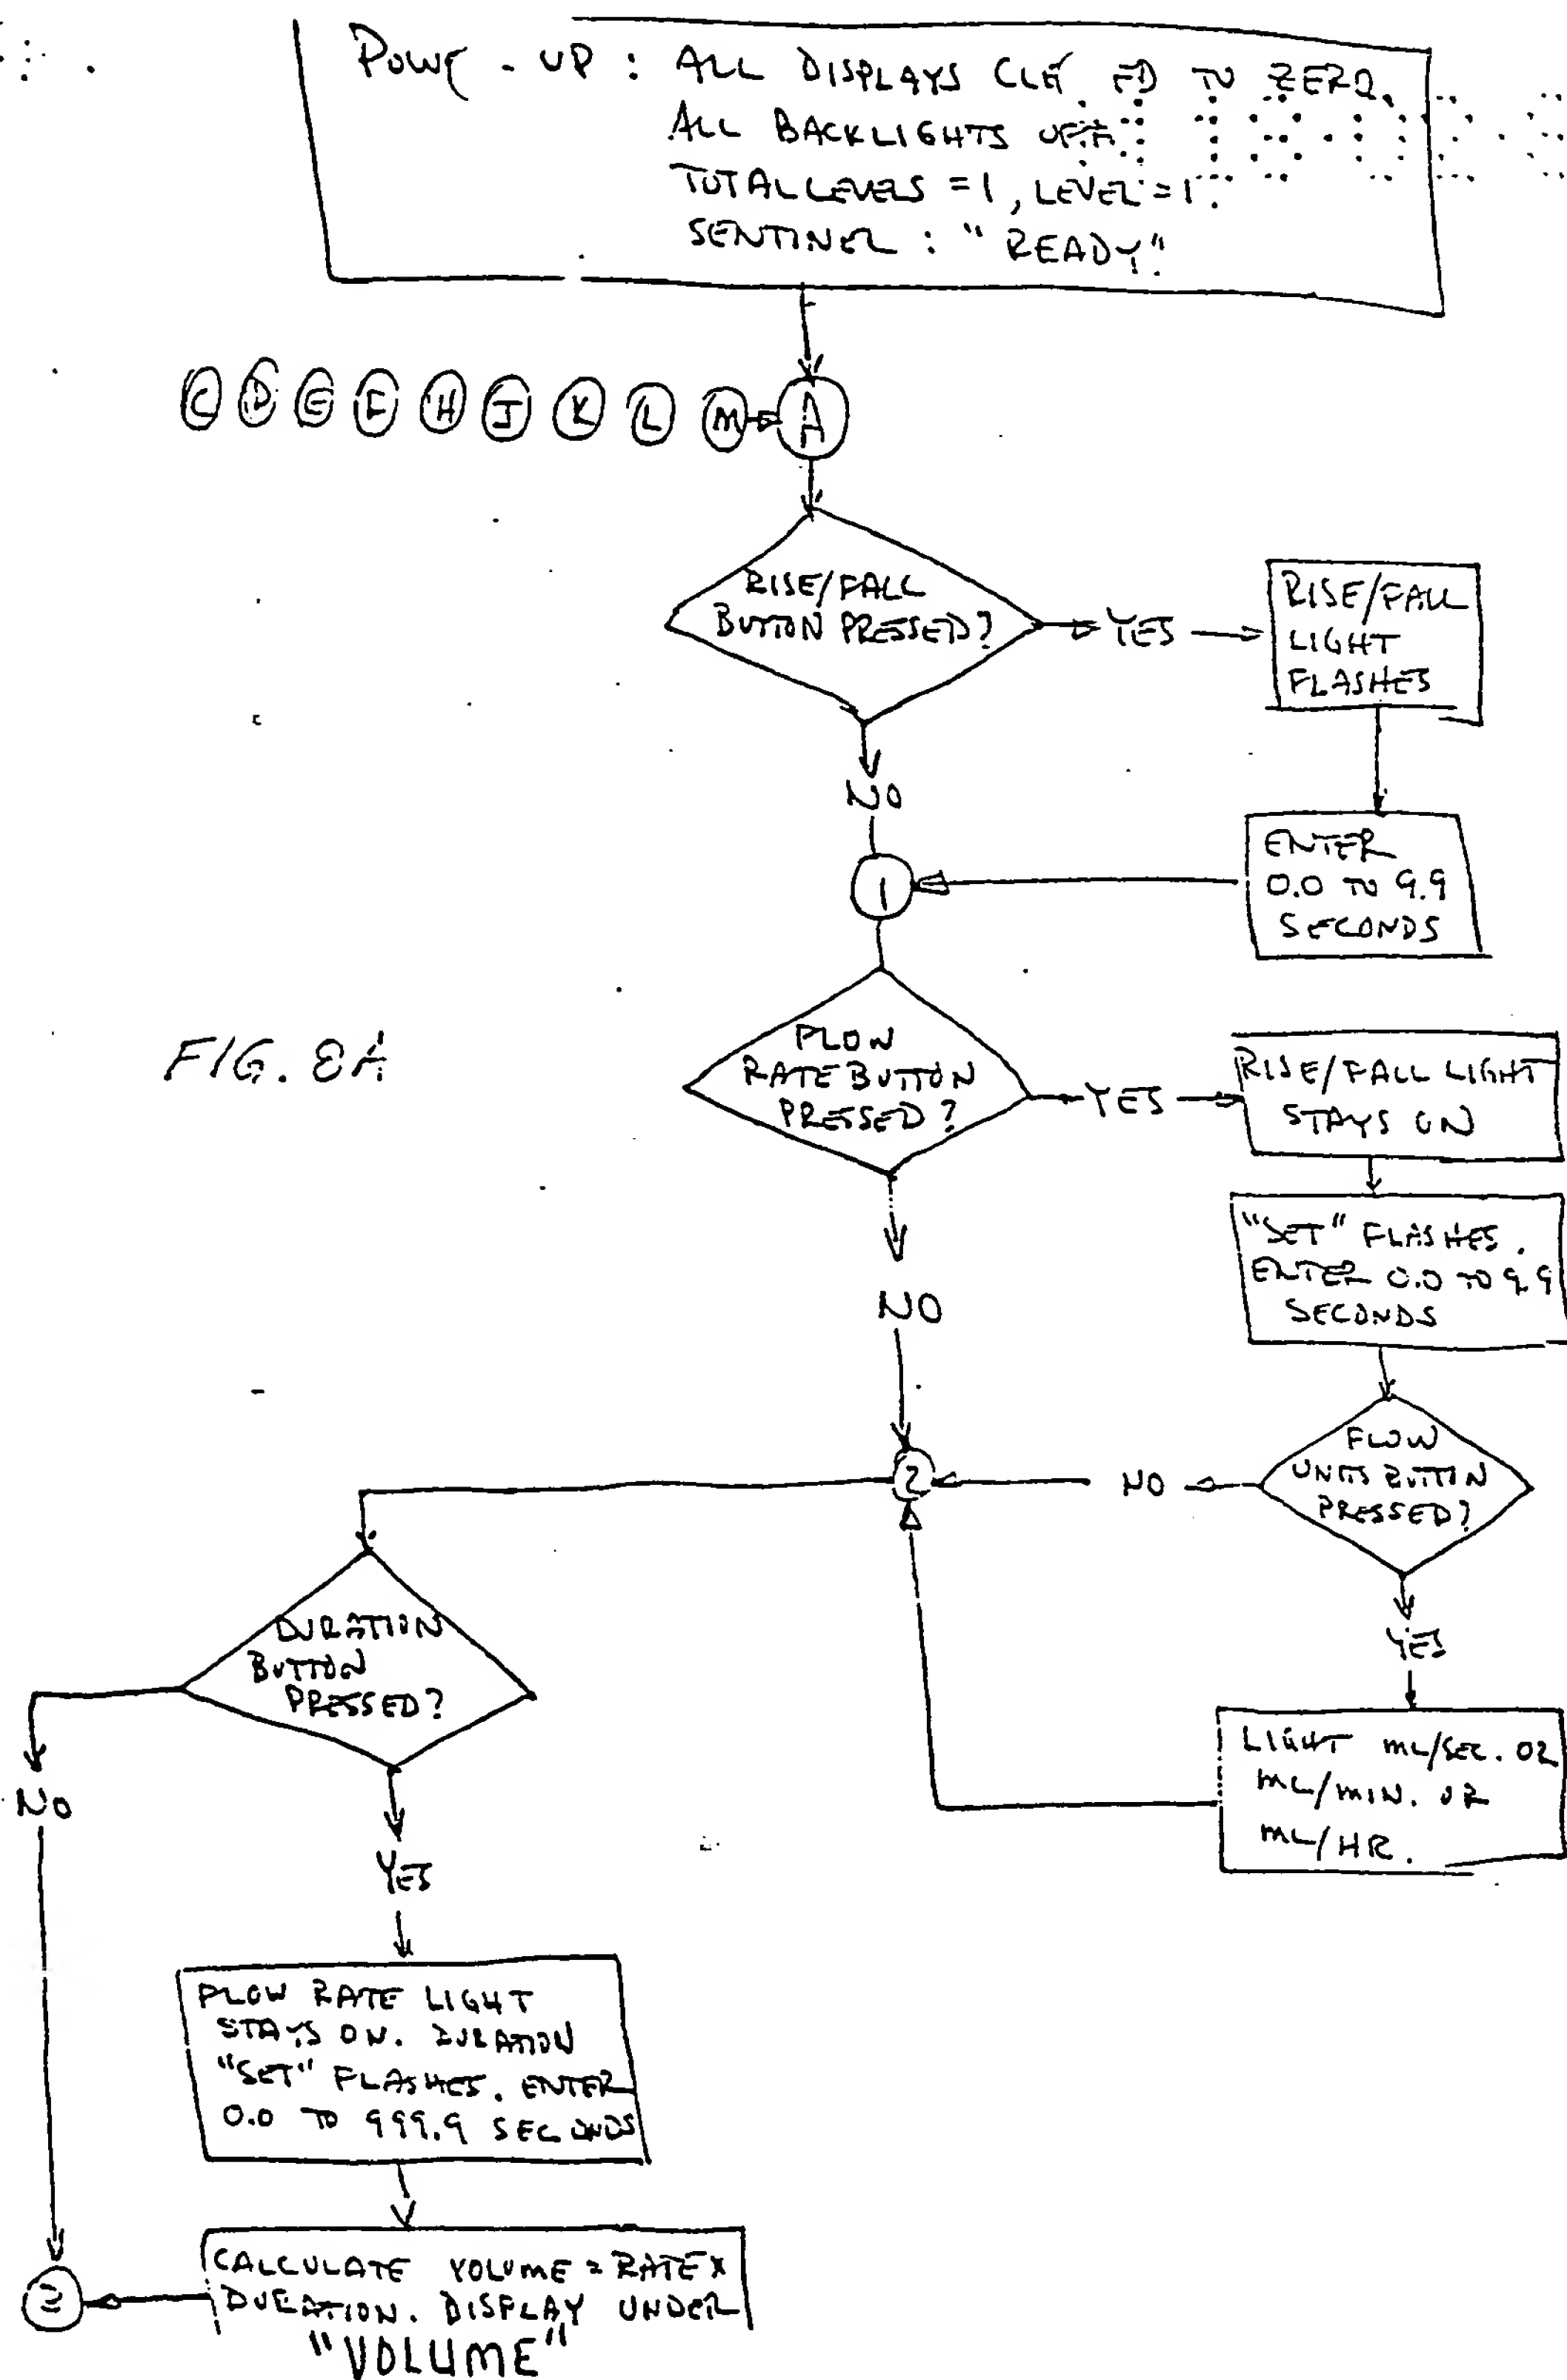 - UP : ALL DISPLAYS TO ZERO.
ALL BACKLIGHTS
TOTAL LEVELS = 1, LEVEL = 1.
SENTINEL : "READY"
C D E F H J K L M A
RISE/FALL
BUTTON PRESSED?
YES
RISE/FALL
LIGHT
FLASHES
NO
ENTER
0.0 TO 9.9
SECONDS
1
FIG. 8A
FLOW
RATE BUTTON
PRESSED?
YES
RISE/FALL LIGHT
STAYS ON
"SET" FLASHES.
ENTER 0.0 TO 9.9
SECONDS
NO
FLOW
UNITS BUTTON
PRESSED?
NO
2
YES
LIGHT ML/SEC. OR
ML/MIN. OR
ML/HR.
DURATION
BUTTON
PRESSED?
NO
YES
FLOW RATE LIGHT
STAYS ON. DURATION
"SET" FLASHES. ENTER
0.0 TO 999.9 SECONDS
CALCULATE VOLUME = RATE X
DURATION. DISPLAY UNDER
"VOLUME"